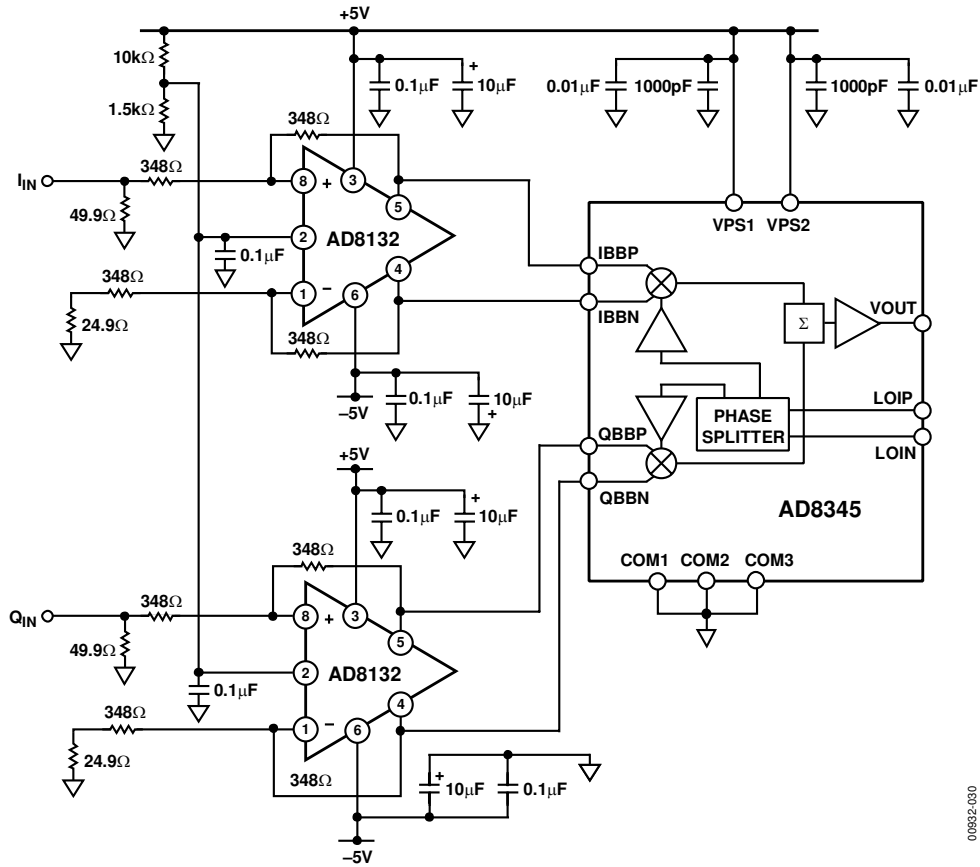 +5V
10kΩ
1.5kΩ
0.1μF
+
10μF
0.01μF
1000pF
1000pF
0.01μF
348Ω
348Ω
IIN
49.9Ω
8
+
3
5
VPS1
VPS2
2
AD8132
0.1μF
4
IBBP
348Ω
1
–
6
24.9Ω
348Ω
IBBN
Σ
VOUT
0.1μF
10μF
+
–5V
PHASE
SPLITTER
LOIP
LOIN
+5V
QBBP
QBBN
0.1μF
+
10μF
AD8345
348Ω
COM1
COM2
COM3
348Ω
QIN
49.9Ω
8
+
3
5
2
AD8132
0.1μF
4
348Ω
1
–
6
24.9Ω
348Ω
+
10μF
0.1μF
–5V
00932-030